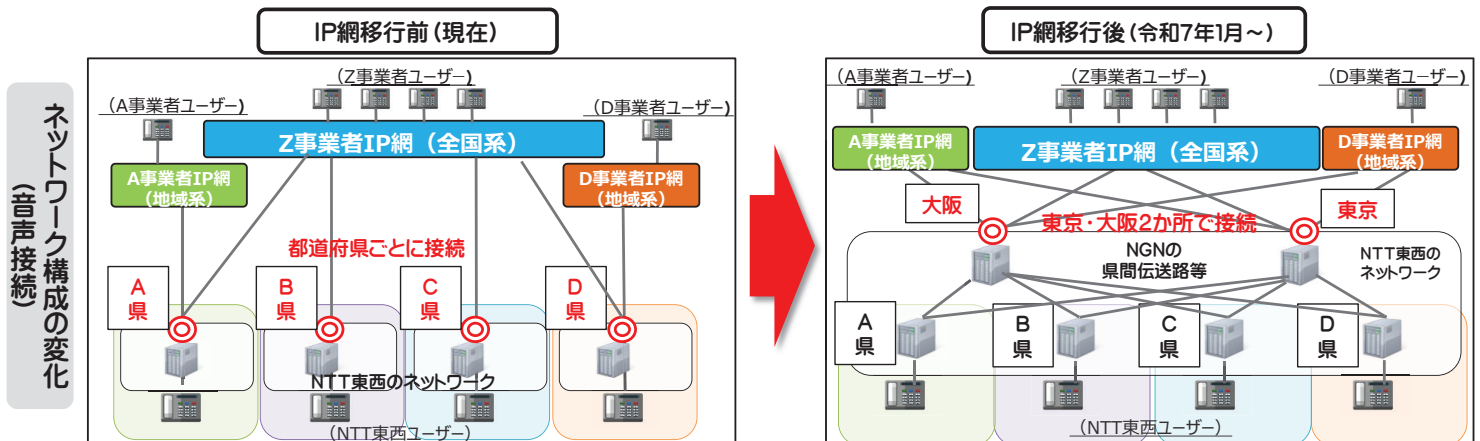 ネットワーク構成の変化
(音声接続)
IP網移行前(現在)
(Z事業者ユーザー)
(A事業者ユーザー)
(D事業者ユーザー)
Z事業者IP網(全国系)
A事業者IP網
(地域系)
D事業者IP網
(地域系)
都道府県ごとに接続
A
県
B
県
C
県
D
県
NTT東西のネットワーク
(NTT東西ユーザー)
IP網移行後(令和7年1月～)
(A事業者ユーザー)
(Z事業者ユーザー)
(D事業者ユーザー)
A事業者IP網
(地域系)
Z事業者IP網(全国系)
D事業者IP網
(地域系)
大阪
東京
東京・大阪2か所で接続
NGNの
県間伝送路等
NTT東西の
ネットワーク
A
県
B
県
C
県
D
県
(NTT東西ユーザー)